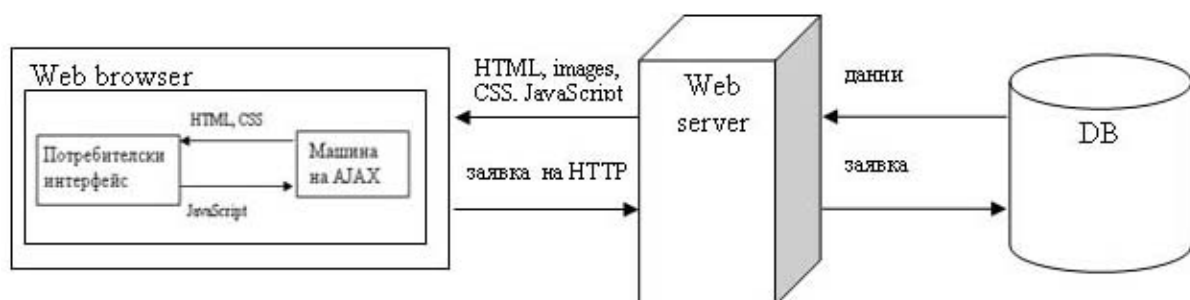 Web browser
HTML, CSS
Потребителски
интерфейс
Машина
на AJAX
JavaScript
HTML, images,
CSS. JavaScript
заявка на HTTP
Web
server
данни
заявка
DB